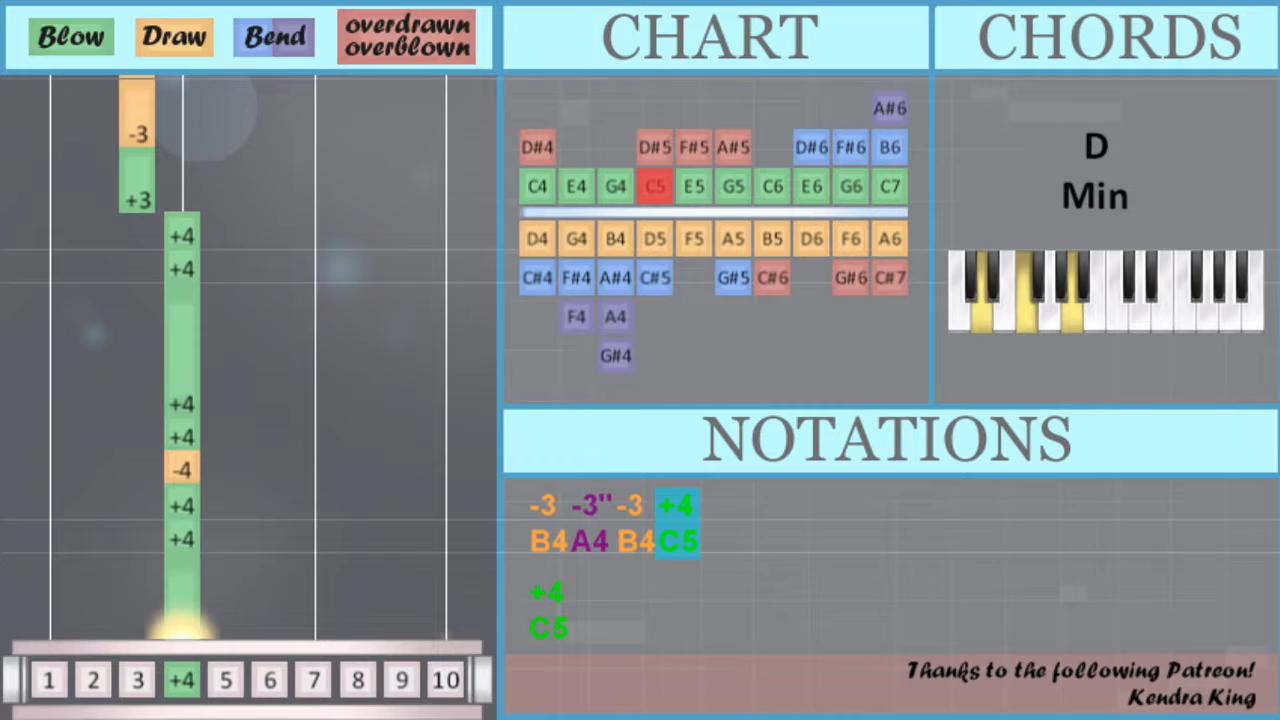 Blow Draw Bend overdrawn
overblown
CHART
CHORDS
-3
+3
+4
+4
+4
+4
-4
+4
+4
1 2 3 +4 5 6 7 8 9 10
A#6
D#4 D#5 F#5 A#5 D#6 F#6 B6
C4 E4 G4 C5 E5 G5 C6 E6 G6 C7
D4 G4 B4 D5 F5 A5 B5 D6 F6 A6
C#4 F#4 A#4 C#5 G#5 C#6 G#6 C#7
F4 A4
G#4
D
Min
NOTATIONS
-3 -3" -3 +4
B4 A4 B4 C5
+4
C5
Thanks to the following Patreon!
Kendra King